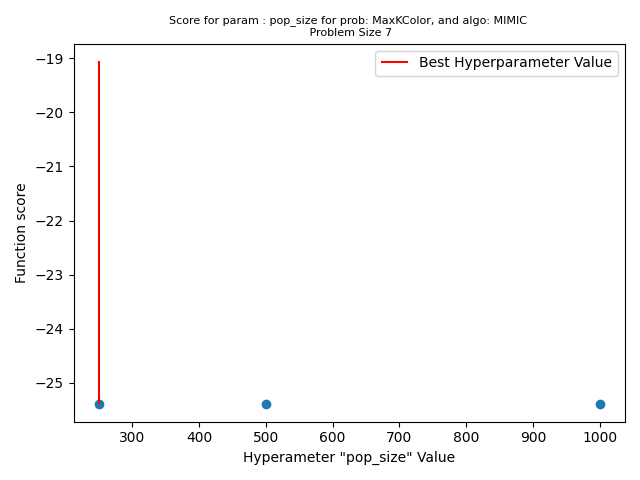 Score for param : pop_size for prob: MaxKColor, and algo: MIMIC
Problem Size 7
Best Hyperparameter Value
−19
−20
−21
−22
−23
−24
−25
Function score
300 400 500 600 700 800 900 1000
Hyperameter "pop_size" Value